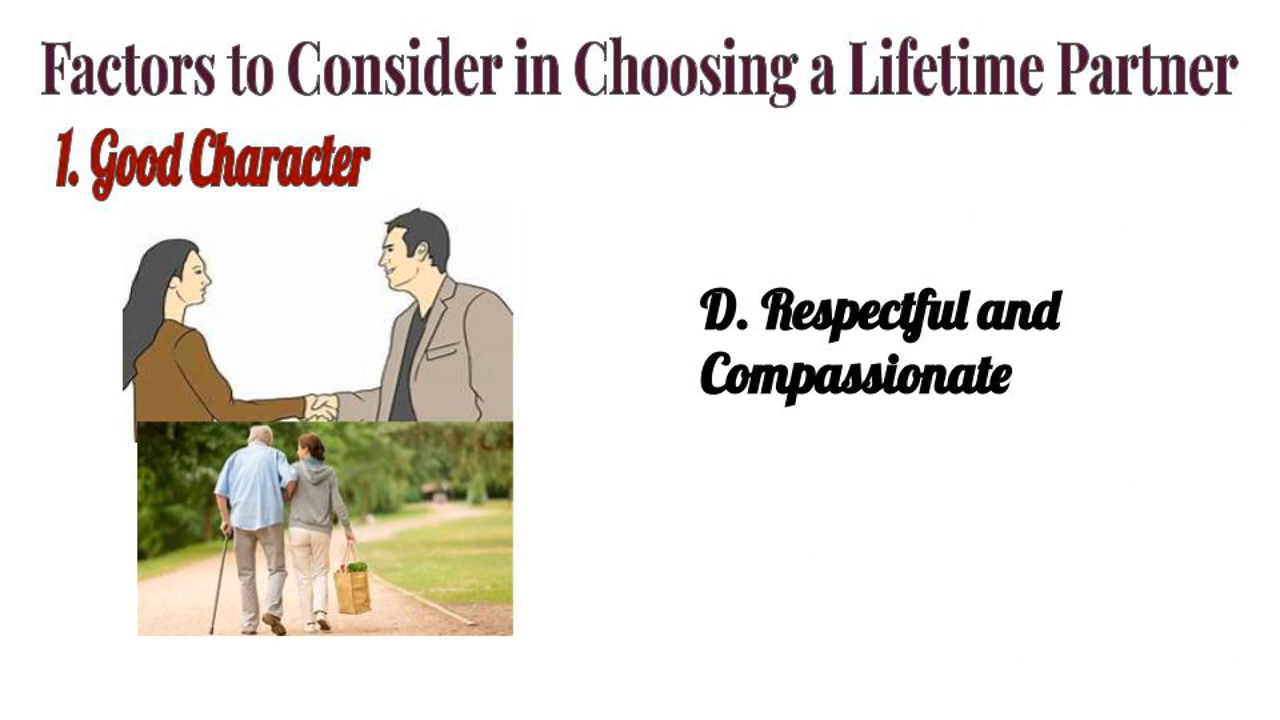 Factors to Consider in Choosing a Lifetime Partner
1. Good Character
D. Respectful and
Compassionate